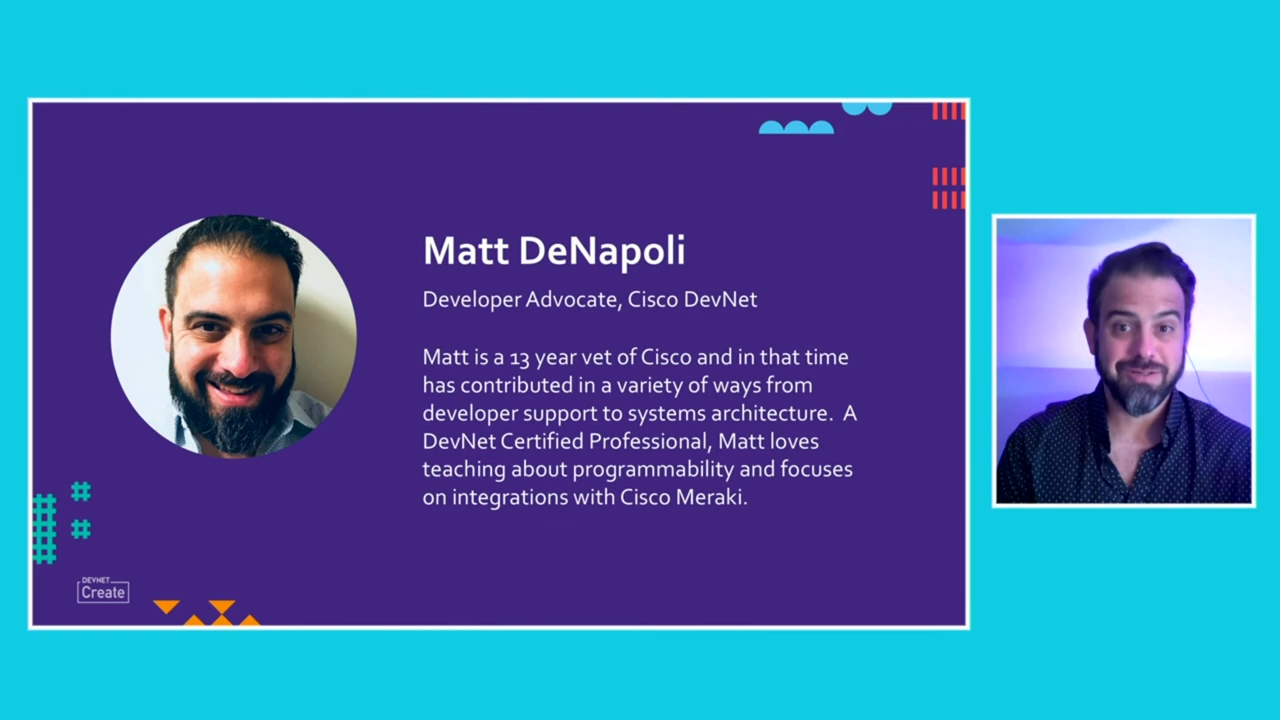 Matt DeNapoli
Developer Advocate, Cisco DevNet
Matt is a 13 year vet of Cisco and in that time
has contributed in a variety of ways from
developer support to systems architecture.  A
DevNet Certified Professional, Matt loves
teaching about programmability and focuses
on integrations with Cisco Meraki.
DEVNET
Create